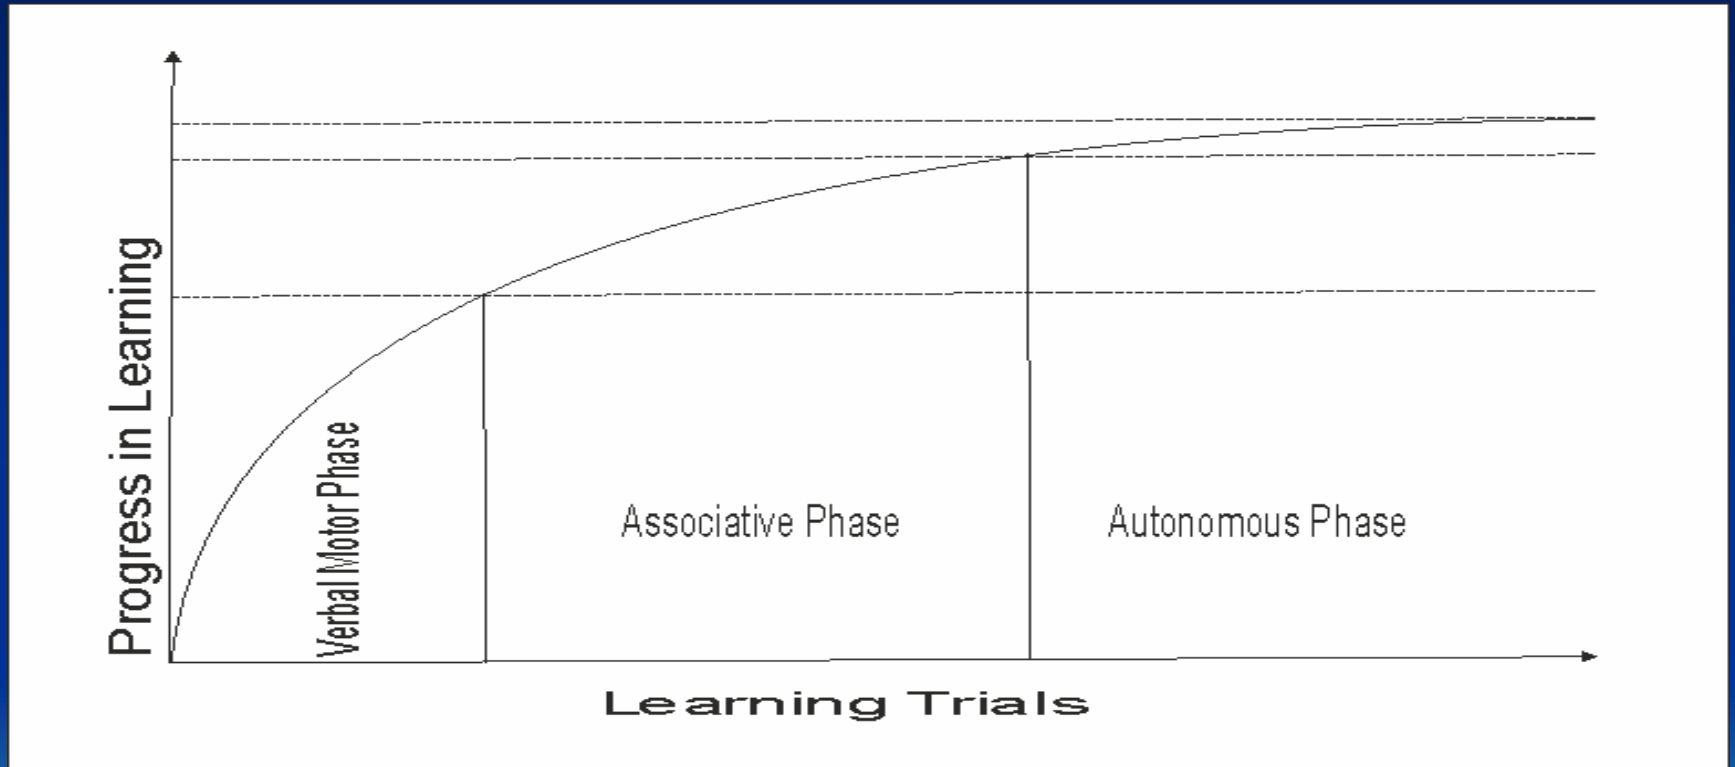 Progress in Learning
Verbal Motor Phase
Associative Phase
Autonomous Phase
Learning Trials